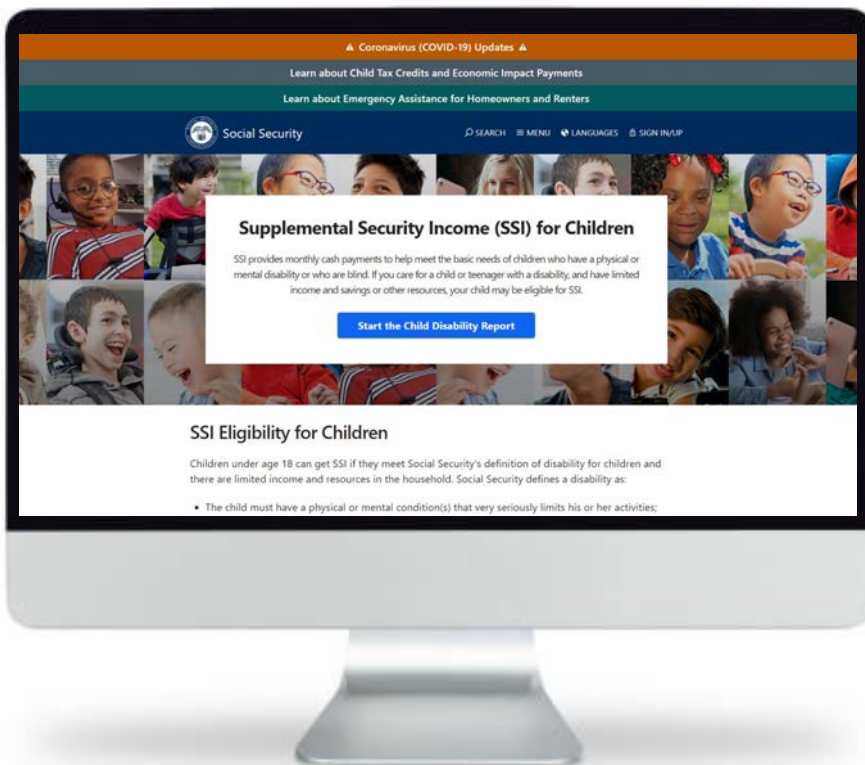 Coronavirus (COVID-19) Updates
Learn about Child Tax Credits and Economic Impact Payments
Learn about Emergency Assistance for Homeowners and Renters
Social Security SEARCH MENU LANGUAGES SIGN IN/UP
Supplemental Security Income (SSI) for Children
SSI provides monthly cash payments to help meet the basic needs of children who have a physical or
mental disability or who are blind. If you care for a child or teenager with a disability, and have limited
income and savings or other resources, your child may be eligible for SSI.
Start the Child Disability Report
SSI Eligibility for Children
Children under age 18 can get SSI if they meet Social Security's definition of disability for children and
there are limited income and resources in the household. Social Security defines a disability as:
• The child must have a physical or mental condition(s) that very seriously limits his or her activities;